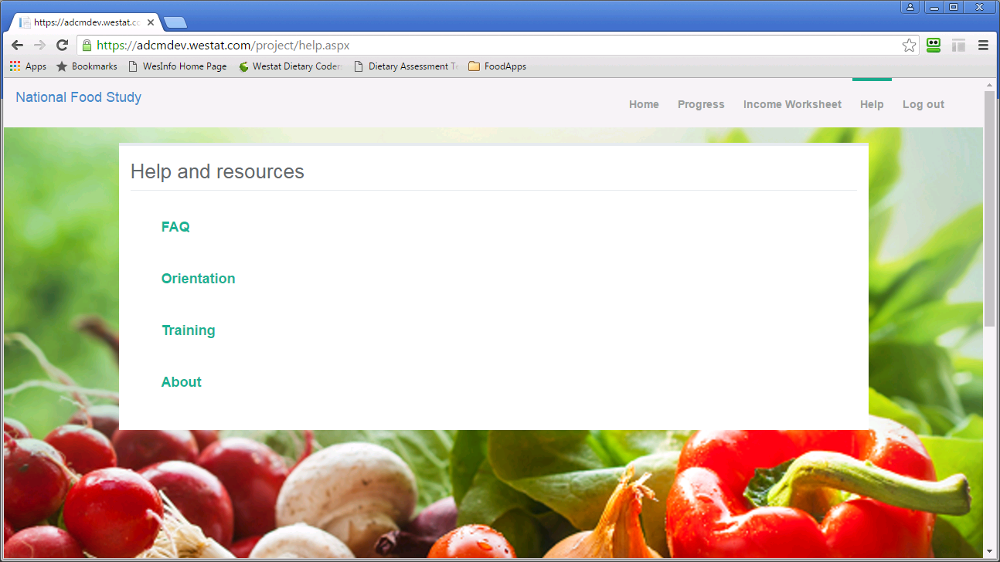 https://adcmdev.westat.cc
https://adcmdev.westat.com/project/help.aspx
Apps Bookmarks WesInfo Home Page Westat Dietary Coder Dietary Assessment Te FoodApps
National Food Study
Home Progress Income Worksheet Help Log out
Help and resources
FAQ
Orientation
Training
About